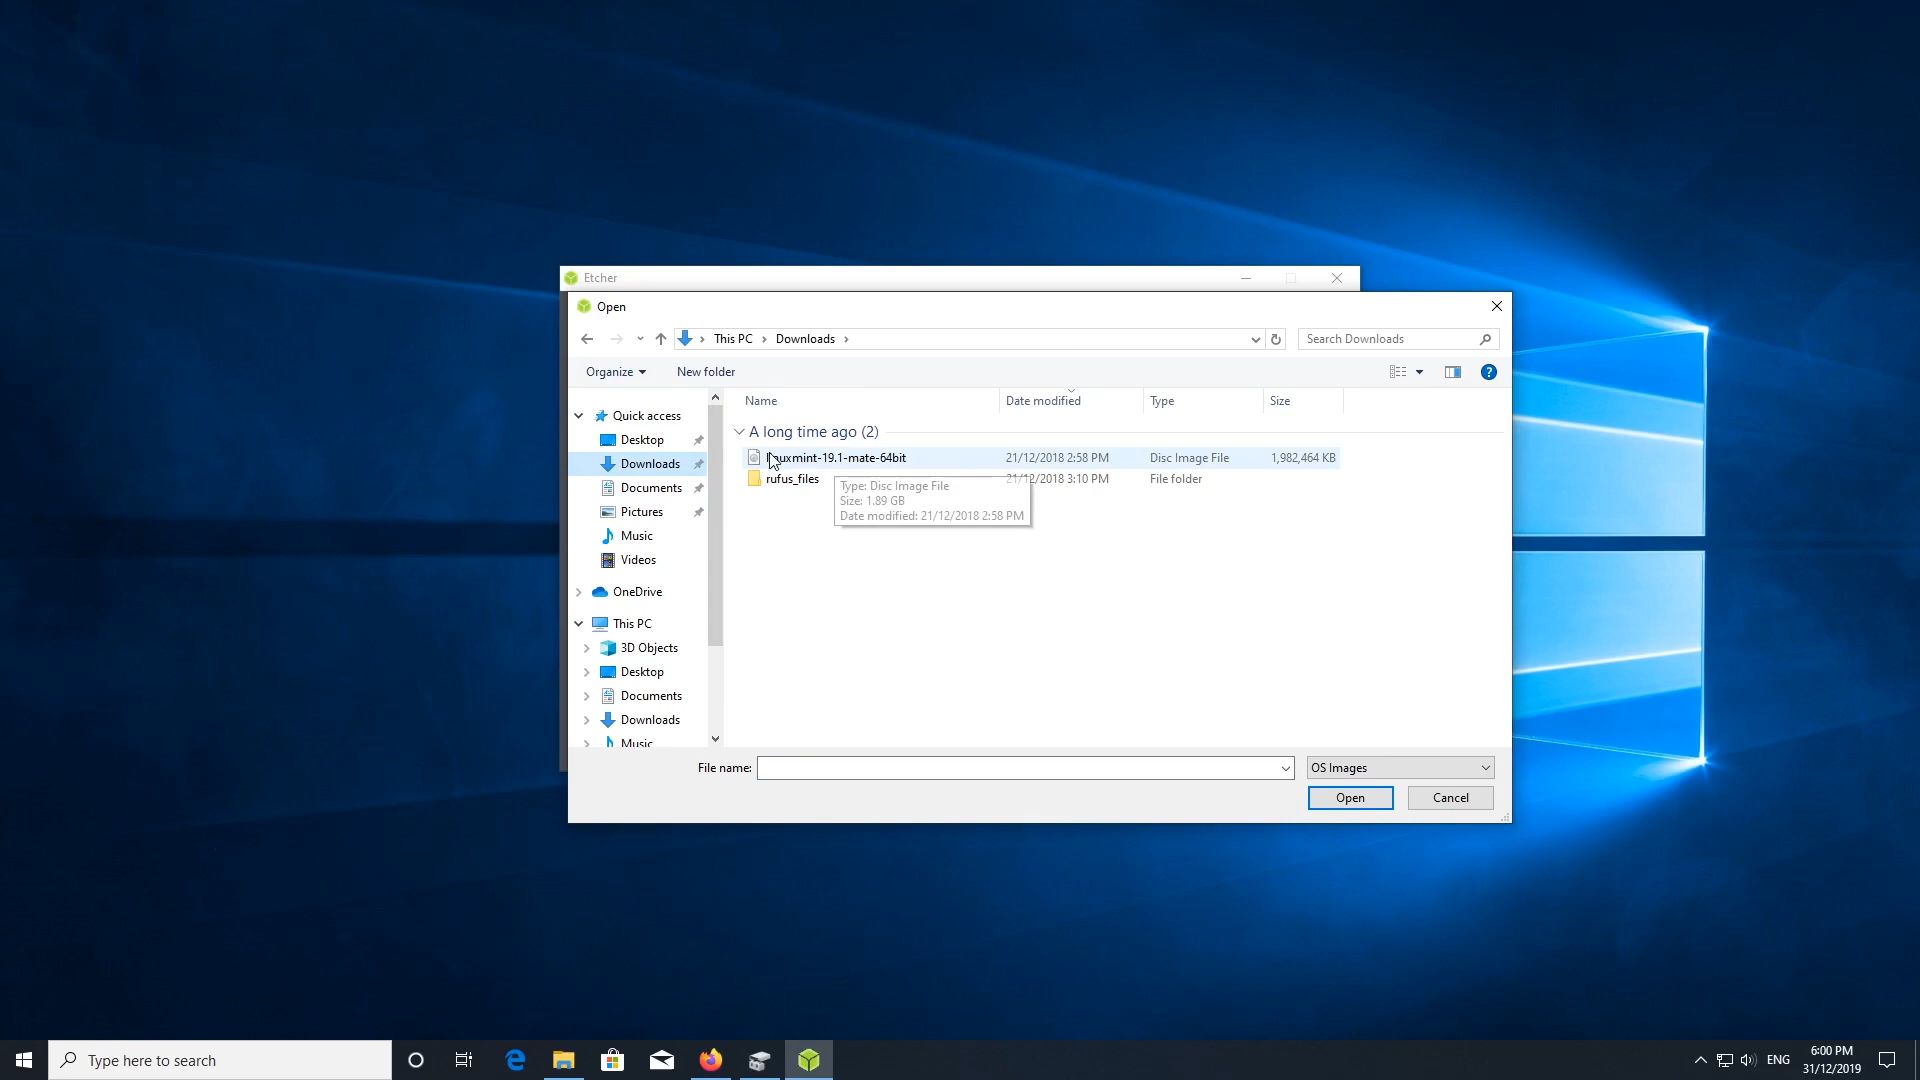 Etcher
Open
This PC
Downloads
Search Downloads
Organize
New folder
Name
Date modified
Type
Size
Quick access
Desktop
Downloads
Documents
Pictures
Music
Videos
OneDrive
This PC
3D Objects
Desktop
Documents
Downloads
Music
A long time ago (2)
linuxmint-19.1-mate-64bit
21/12/2018 2:58 PM
Disc Image File
1,982,464 KB
rufus_files
21/12/2018 3:10 PM
File folder
Type: Disc Image File
Size: 1.89 GB
Date modified: 21/12/2018 2:58 PM
File name:
OS Images
Open
Cancel
Type here to search
ENG
6:00 PM
31/12/2019